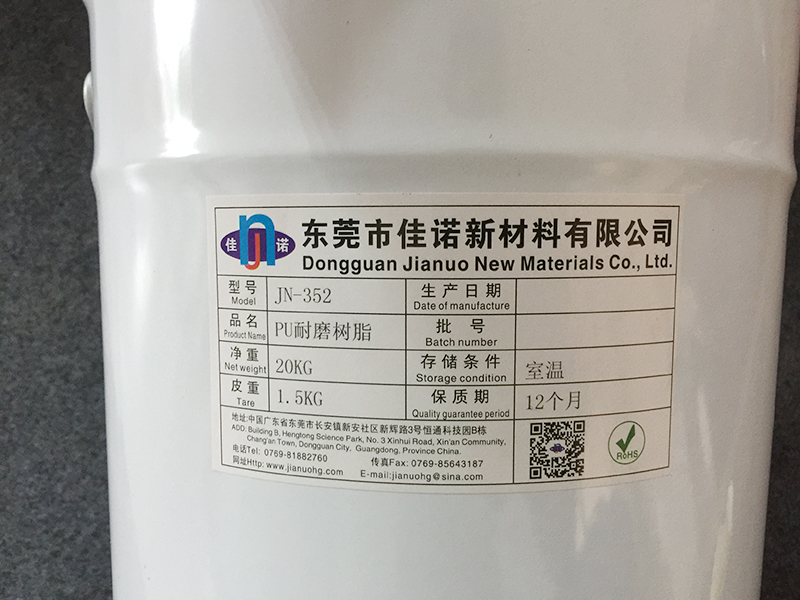 佳 诺
东莞市佳诺新材料有限公司
Dongguan Jianuo New Materials Co., Ltd.
型号 JN-352 生产日期
Model Date of manufacture
品名 PU耐磨树脂 批 号
Product Name Batch number
净重 20KG 存储条件 室温
Net weight Storage condition
皮重 1.5KG 保 质 期 12个月
Tare Quality guarantee period
地址:中国广东省东莞市长安镇新安社区新辉路3号恒通科技园B栋
ADD: Building B, Hengtong Science Park, No. 3 Xinhui Road, Xin'an Community,
Chang'an Town, Dongguan City, Guangdong, Province China.
电话Tel: 0769-81882760 传真Fax: 0769-85643187
网址Http: www.jianuohg.com E-mail:jianuohg@sina.com
RoHS